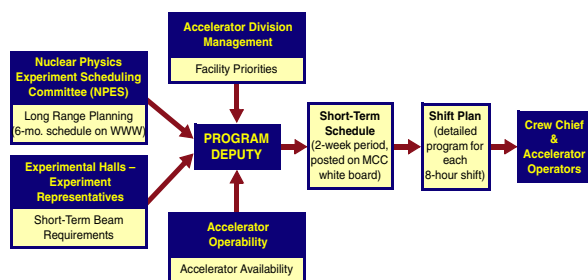 Nuclear Physics
Experiment Scheduling
Committee (NPES)
Long Range Planning
(6-mo. schedule on WWW)
Experimental Halls –
Experiment
Representatives
Short-Term Beam
Requirements
Accelerator Division
Management
Facility Priorities
PROGRAM
DEPUTY
Accelerator
Operability
Accelerator Availability
Short-Term
Schedule
(2-week period,
posted on MCC
white board)
Shift Plan
(detailed
program for
each
8-hour shift)
Crew Chief
&
Accelerator
Operators